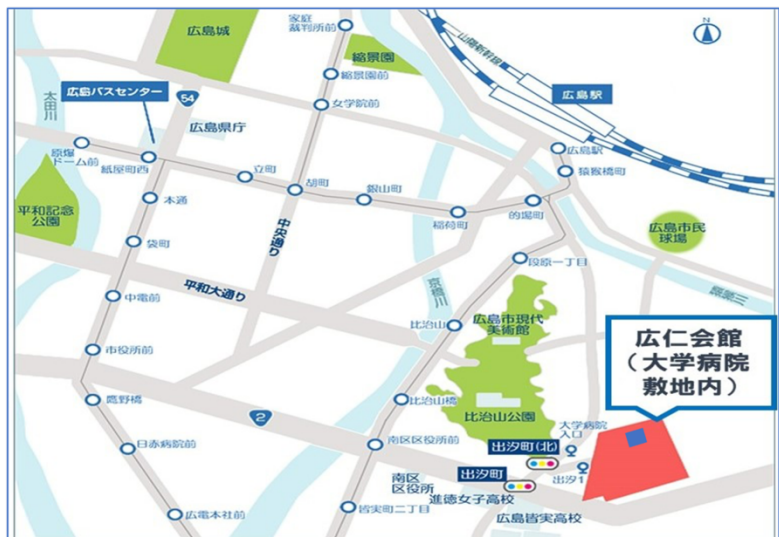 家庭
裁判所前
N
広島城
縮景園
山陽新幹線
縮景園前
広島駅
太田川
広島バスセンター
54
女学院前
広島県庁
原爆
ドーム前
紙屋町西
立町
胡町
銀山町
広島駅
猿猴橋町
平和記念
公園
本通
稲荷町
的場町
広島市民
球場
袋町
中央通り
段原一丁目
平和大通り
京橋川
中電前
比治山
広島市現代
美術館
広仁会館
(大学病院
敷地内)
市役所前
鷹野橋
2
比治山橋
比治山公園
大学病院
入口
日赤病院前
南区区役所前
出汐町(北)
出汐町
出汐1
南区
区役所
進徳女子高校
広電本社前
皆実町二丁目
広島皆実高校